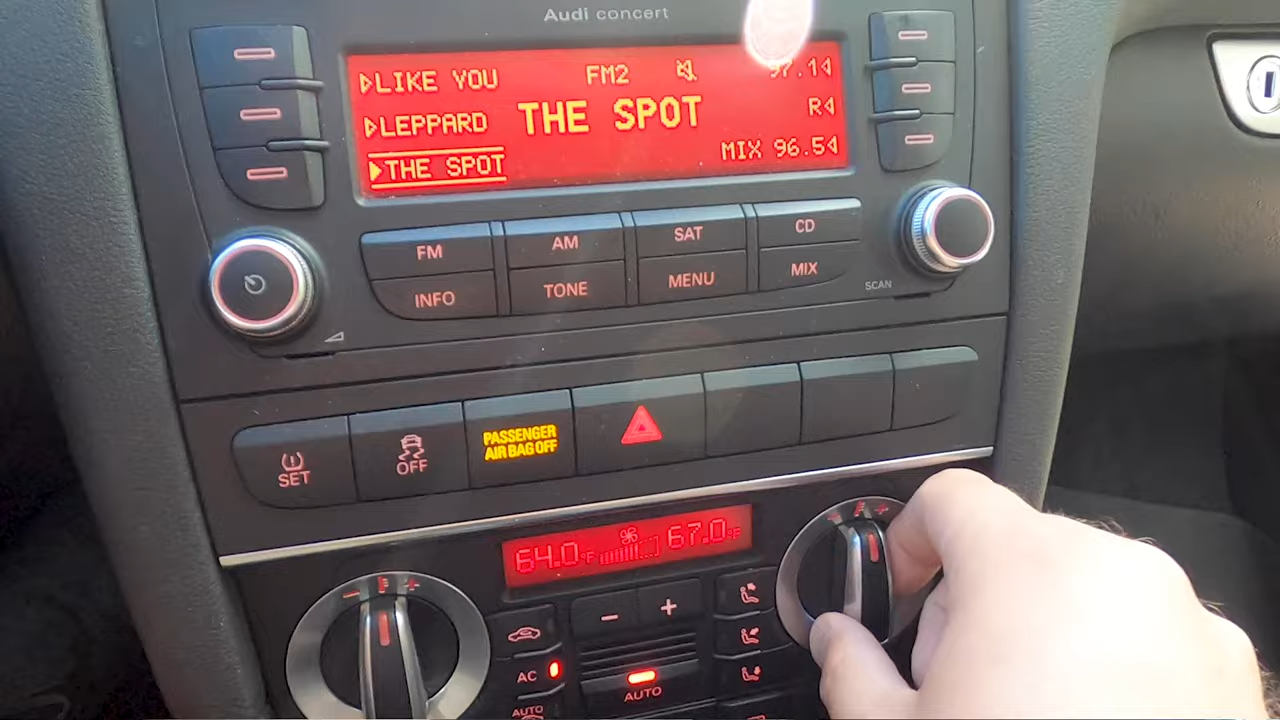 Audi concert
LIKE YOU FM2 97.1
LEPPARD THE SPOT R
THE SPOT MIX 96.5
FM AM SAT CD
INFO TONE MENU MIX
SCAN
SET OFF PASSENGER
AIR BAG OFF
64.0°F 67.0°F
- +
- +
- +
AC
AUTO
AUTO